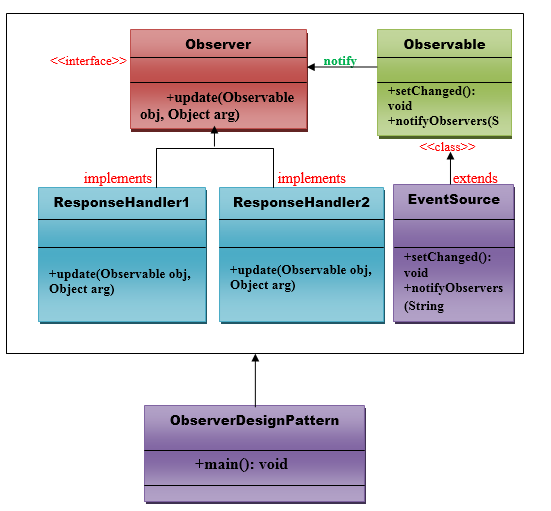 Observer
<<interface>>
+update(Observable
obj, Object arg)
notify
Observable
+setChanged():
void
+notifyObservers(S
<<class>>
implements
implements
extends
ResponseHandler1
+update(Observable obj,
Object arg)
ResponseHandler2
+update(Observable obj,
Object arg)
EventSource
+setChanged():
void
+notifyObservers
(String
ObserverDesignPattern
+main(): void